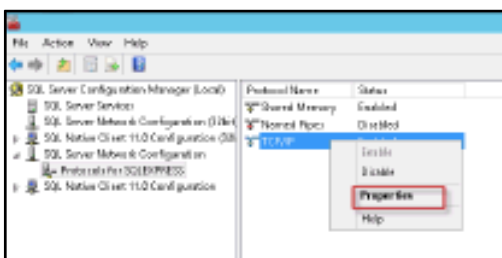 File Action View Help
SQL Server Configuration Manager (Local)
SQL Server Services
SQL Server Network Configuration (32bit
SQL Native Client 11.0 Configuration (32b
SQL Server Network Configuration
Protocols for SQLEXPRESS
SQL Native Client 11.0 Configuration
Protocol Name Status
Shared Memory Enabled
Named Pipes Disabled
TCP/IP
Enable
Disable
Properties
Help